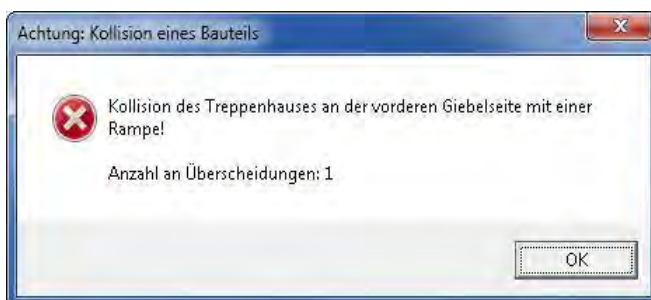 Achtung: Kollision eines Bauteils
Kollision des Treppenhauses an der vorderen Giebelseite mit einer
Rampe!
Anzahl an Überscheidungen: 1
OK